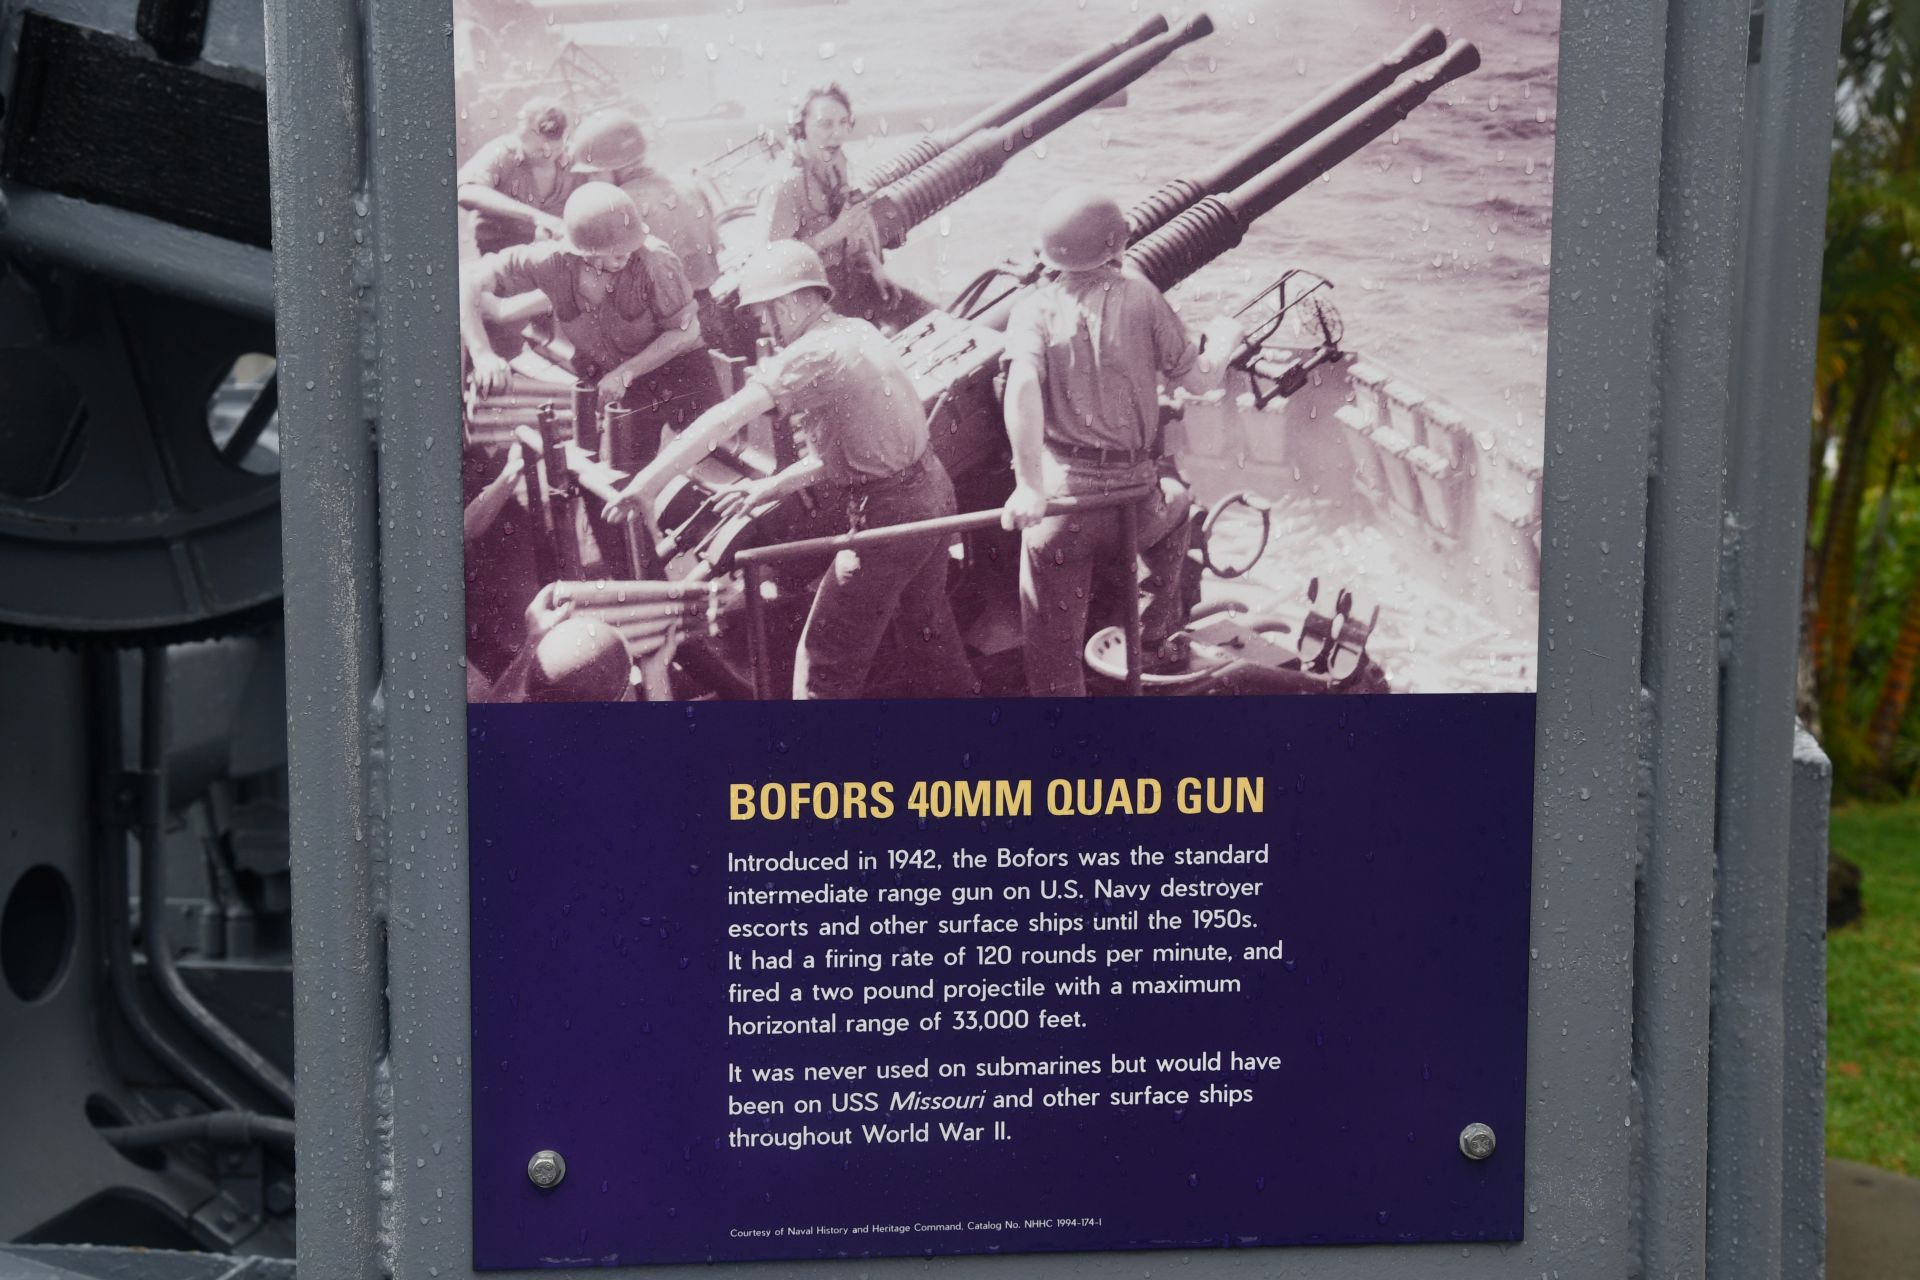 BOFORS 40MM QUAD GUN
Introduced in 1942, the Bofors was the standard
intermediate range gun on U.S. Navy destroyer
escorts and other surface ships until the 1950s.
It had a firing rate of 120 rounds per minute, and
fired a two pound projectile with a maximum
horizontal range of 33,000 feet.
It was never used on submarines but would have
been on USS Missouri and other surface ships
throughout World War II.
Courtesy of Naval History and Heritage Command, Catalog No. NHHC 1994-174-1